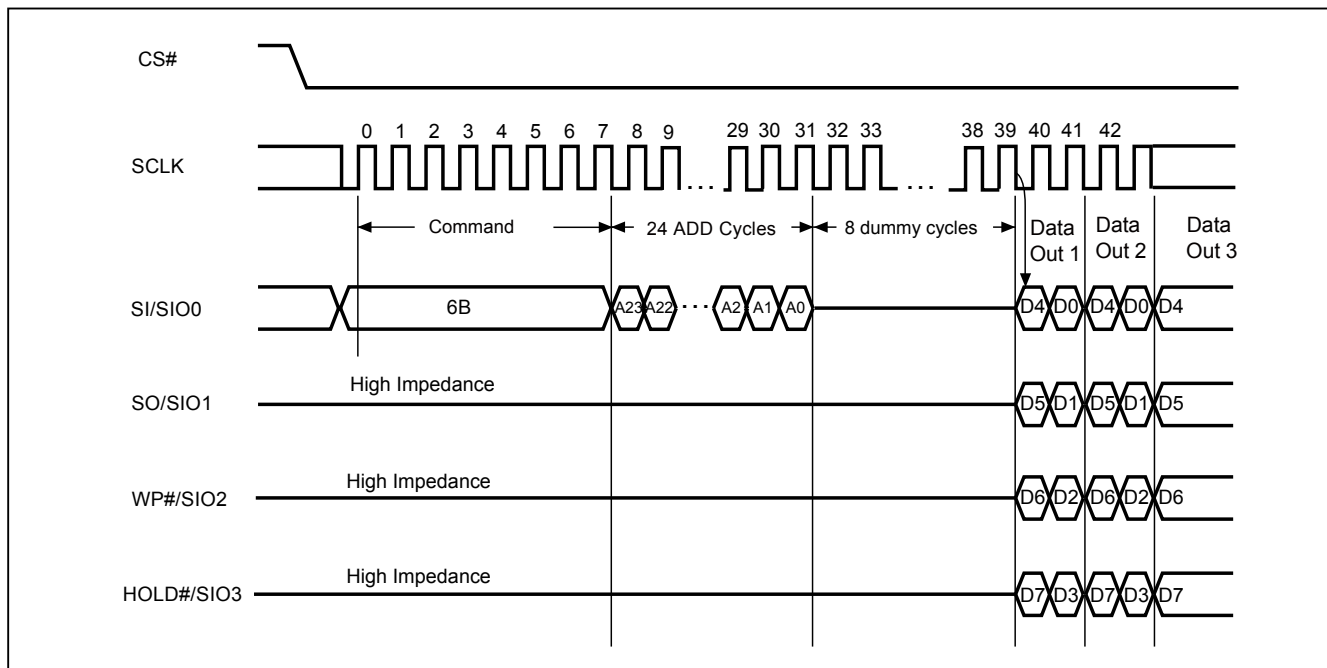 CS#
0 1 2 3 4 5 6 7 8 9 29 30 31 32 33 38 39 40 41 42
SCLK
Command 24 ADD Cycles 8 dummy cycles Data Out 1 Data Out 2 Data Out 3
SI/SIO0 6B A23 A22 A2 A1 A0 D4 D0 D4 D0 D4
High Impedance
SO/SIO1 D5 D1 D5 D1 D5
High Impedance
WP#/SIO2 D6 D2 D6 D2 D6
High Impedance
HOLD#/SIO3 D7 D3 D7 D3 D7